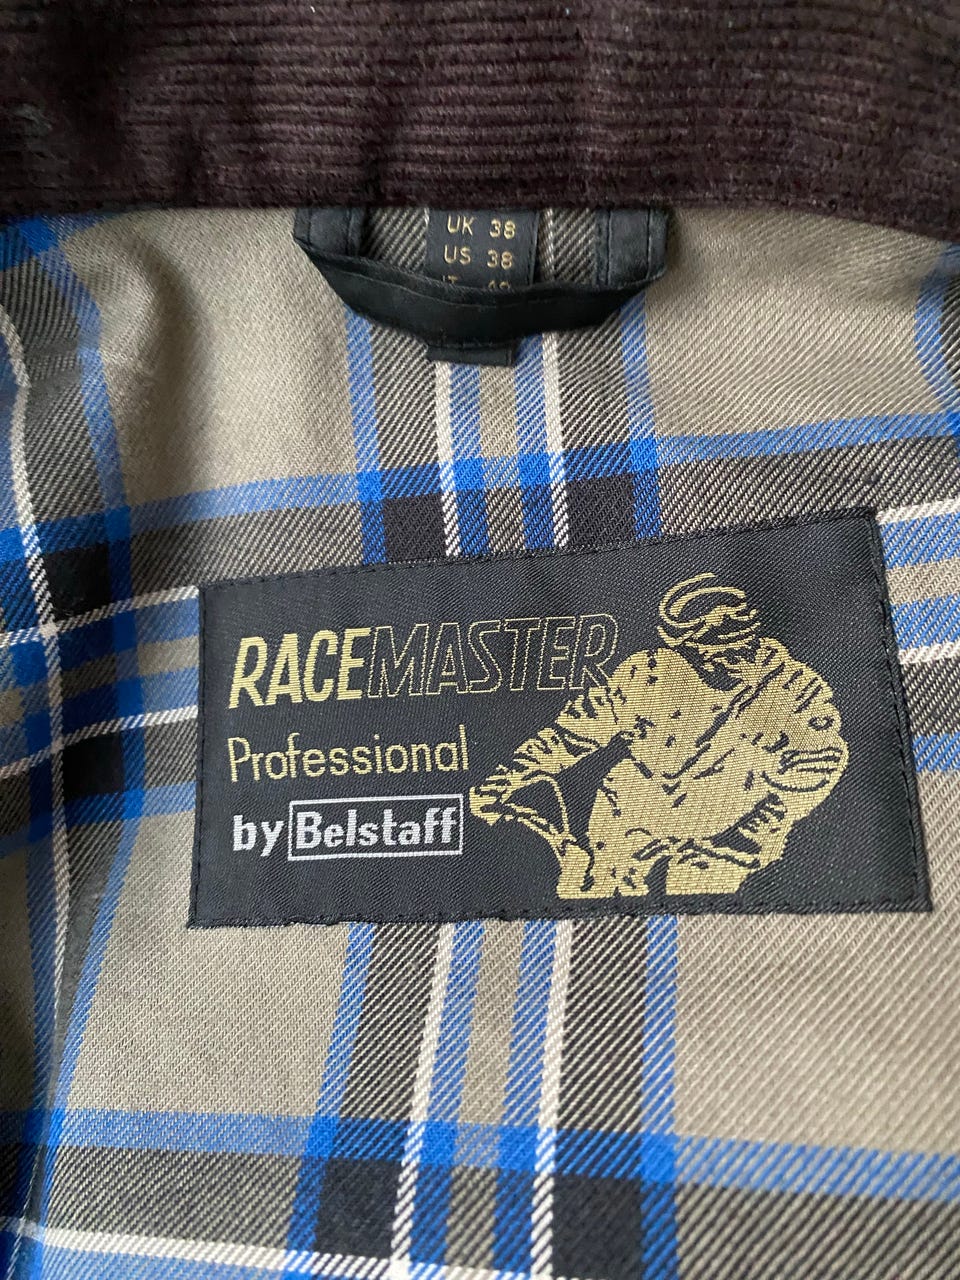 UK 38
US 38
RACEMASTER
Professional
by Belstaff